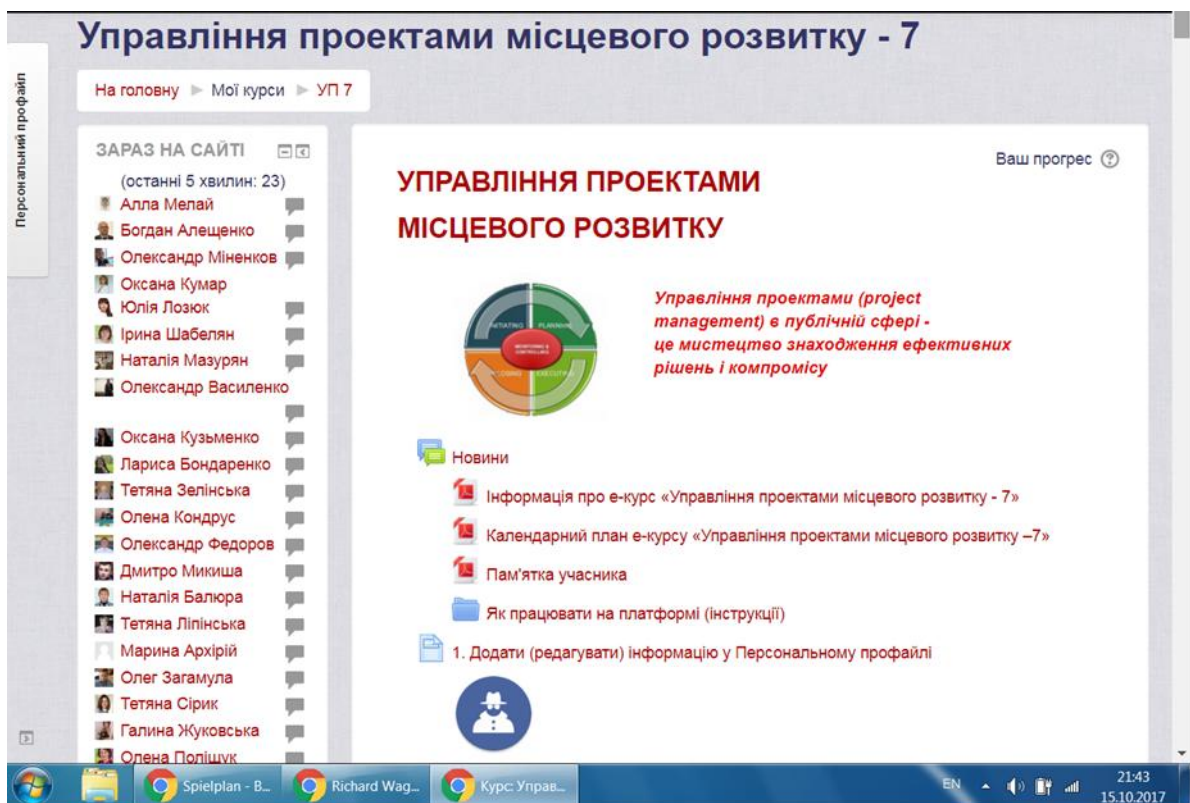 Управління проектами місцевого розвитку - 7
Персональний профайл
На головну ► Мої курси ► УП 7
ЗАРАЗ НА САЙТІ
(останні 5 хвилин: 23)
Алла Мелай
Богдан Алещенко
Олександр Міненков
Оксана Кумар
Юлія Лозюк
Ірина Шабелян
Наталія Мазурян
Олександр Василенко
Оксана Кузьменко
Лариса Бондаренко
Тетяна Зелінська
Олена Кондрус
Олександр Федоров
Дмитро Микиша
Наталія Балюра
Тетяна Ліпінська
Марина Архірій
Олег Загамула
Тетяна Сірик
Галина Жуковська
Олена Поліщук
Ваш прогрес
УПРАВЛІННЯ ПРОЕКТАМИ
МІСЦЕВОГО РОЗВИТКУ
INITIATING PLANNING
MONITORING &
CONTROLLING
CLOSING EXECUTING
Управління проектами (project
management) в публічній сфері -
це мистецтво знаходження ефективних
рішень і компромісу
Новини
Інформація про е-курс «Управління проектами місцевого розвитку - 7»
Календарний план е-курсу «Управління проектами місцевого розвитку –7»
Пам'ятка учасника
Як працювати на платформі (інструкції)
1. Додати (редагувати) інформацію у Персональному профайлі
Spielplan - B...
Richard Wag...
Курс: Управ...
EN
21:43
15.10.2017